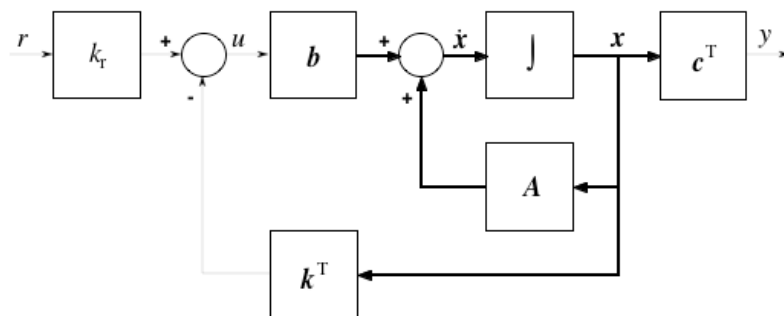 r
k_r
+
-
u
b
+
+
ẋ
∫
x
c^T
y
A
k^T